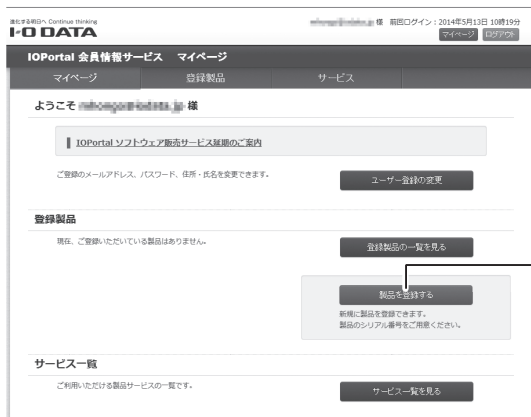 進化する明日へ Continue thinking
I-O DATA
様 前回ログイン:2014年5月13日 10時19分
マイページ ログアウト
IOPortal 会員情報サービス マイページ
マイページ 登録製品 サービス
ようこそ 様
IOPortal ソフトウェア販売サービス延期のご案内
ご登録のメールアドレス、パスワード、住所・氏名を変更できます。
ユーザー登録の変更
登録製品
現在、ご登録いただいている製品はありません。
登録製品の一覧を見る
製品を登録する
新規に製品を登録できます。
製品のシリアル番号をご用意ください。
サービス一覧
ご利用いただける製品サービスの一覧です。
サービス一覧を見る